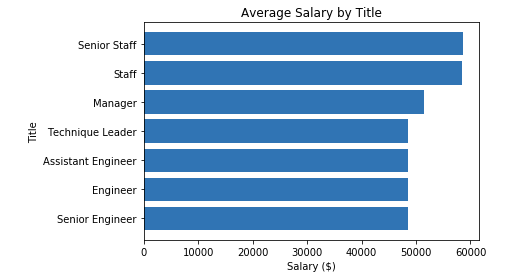 Average Salary by Title
Senior Staff
Staff
Manager
Technique Leader
Assistant Engineer
Engineer
Senior Engineer
Title
0 10000 20000 30000 40000 50000 60000
Salary ($)